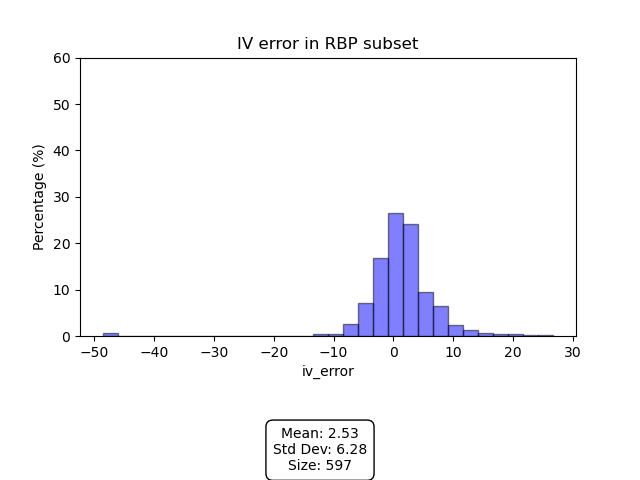 IV error in RBP subset
60
50
40
30
20
10
0
Percentage (%)
−50 −40 −30 −20 −10 0 10 20 30
iv_error
Mean: 2.53
Std Dev: 6.28
Size: 597